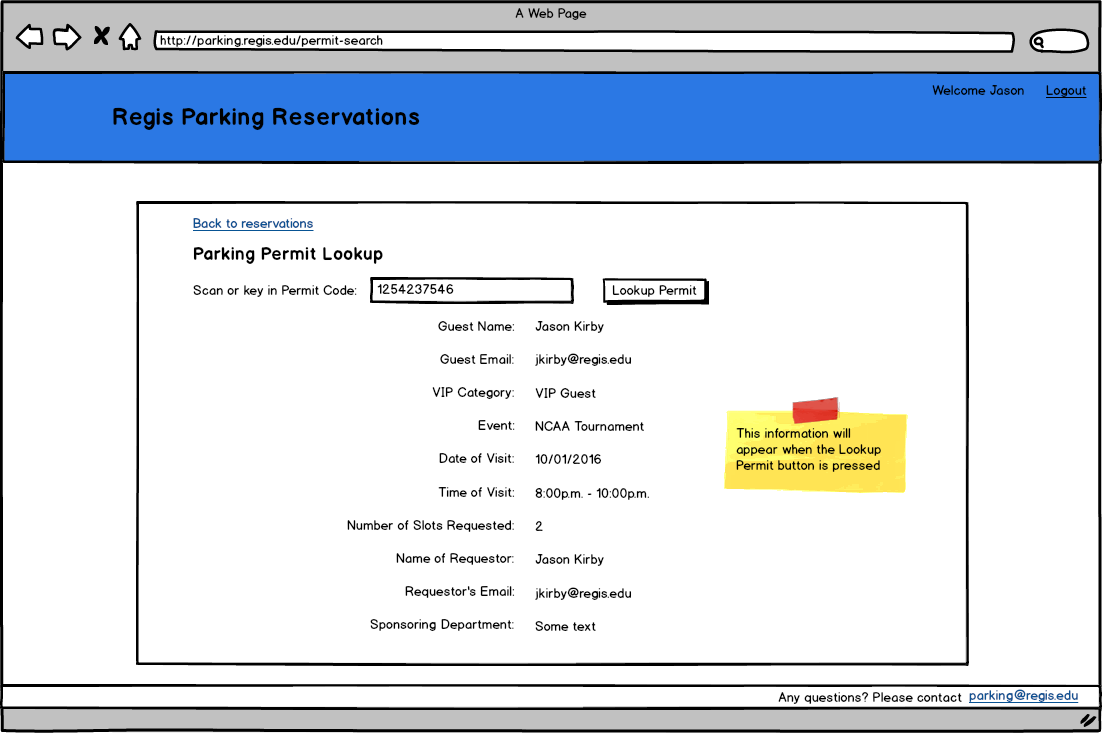 A Web Page
http://parking.regis.edu/permit-search
Welcome Jason Logout
Regis Parking Reservations
Back to reservations
Parking Permit Lookup
Scan or key in Permit Code: 1254237546 Lookup Permit
Guest Name: Jason Kirby
Guest Email: jkirby@regis.edu
VIP Category: VIP Guest
Event: NCAA Tournament
Date of Visit: 10/01/2016
Time of Visit: 8:00p.m. - 10:00p.m.
Number of Slots Requested: 2
Name of Requestor: Jason Kirby
Requestor's Email: jkirby@regis.edu
Sponsoring Department: Some text
This information will
appear when the Lookup
Permit button is pressed
Any questions? Please contact parking@regis.edu